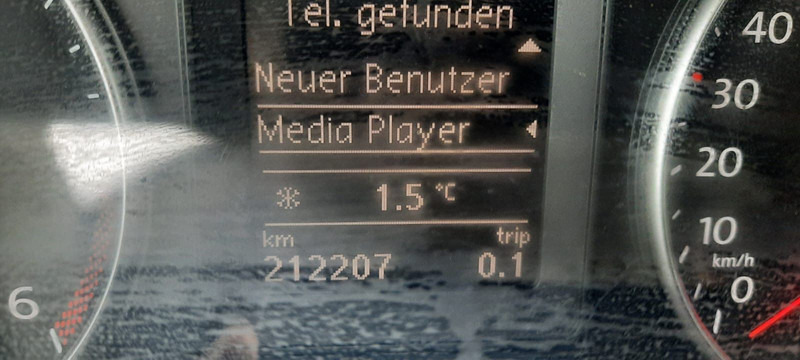 Tel. gefunden
Neuer Benutzer
Media Player
1.5 °C
km trip
212207 0.1
40
30
20
10
km/h
0
6